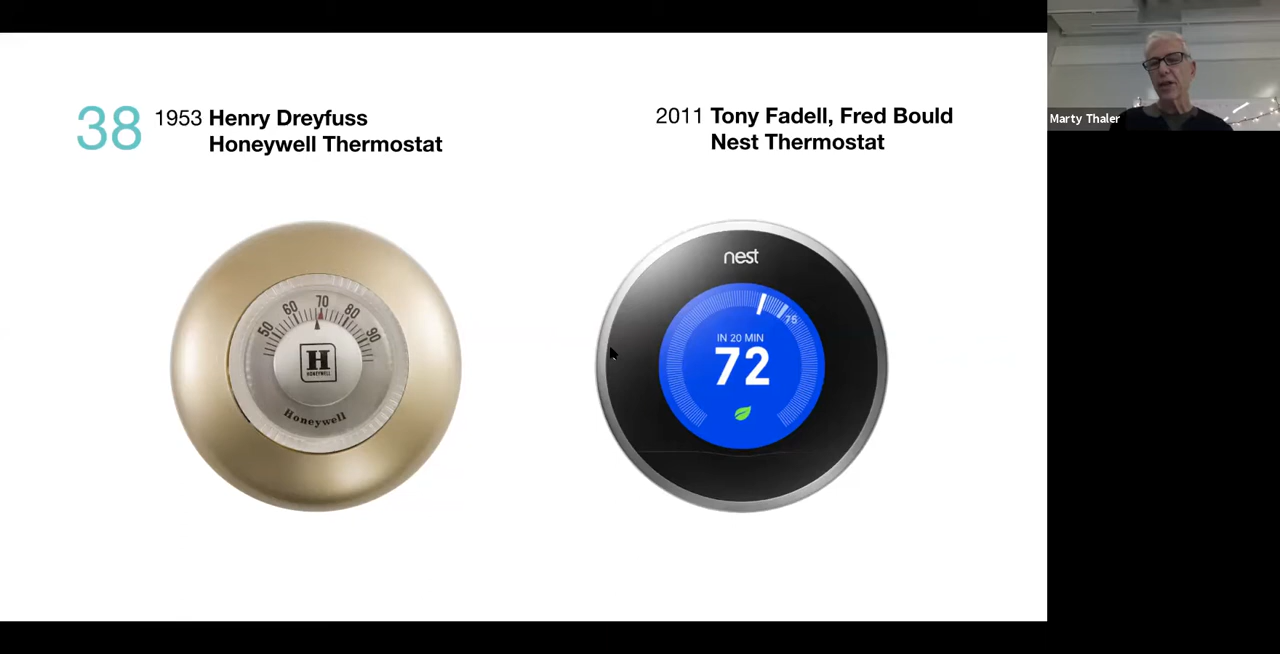 38 1953 Henry Dreyfuss
Honeywell Thermostat
2011 Tony Fadell, Fred Bould
Nest Thermostat
Marty Thaler
50 60 70 80 90
H
HONEYWELL
Honeywell
nest
75
IN 20 MIN
72